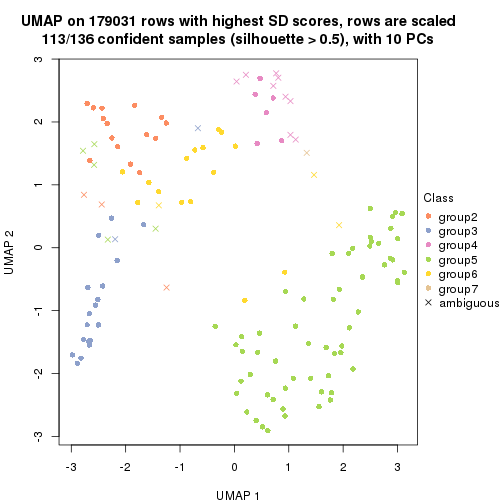 UMAP on 179031 rows with highest SD scores, rows are scaled
113/136 confident samples (silhouette > 0.5), with 10 PCs
3
2
1
0
-1
-2
-3
UMAP 2
-3
-2
-1
0
1
2
3
UMAP 1
Class
group2
group3
group4
group5
group6
group7
ambiguous